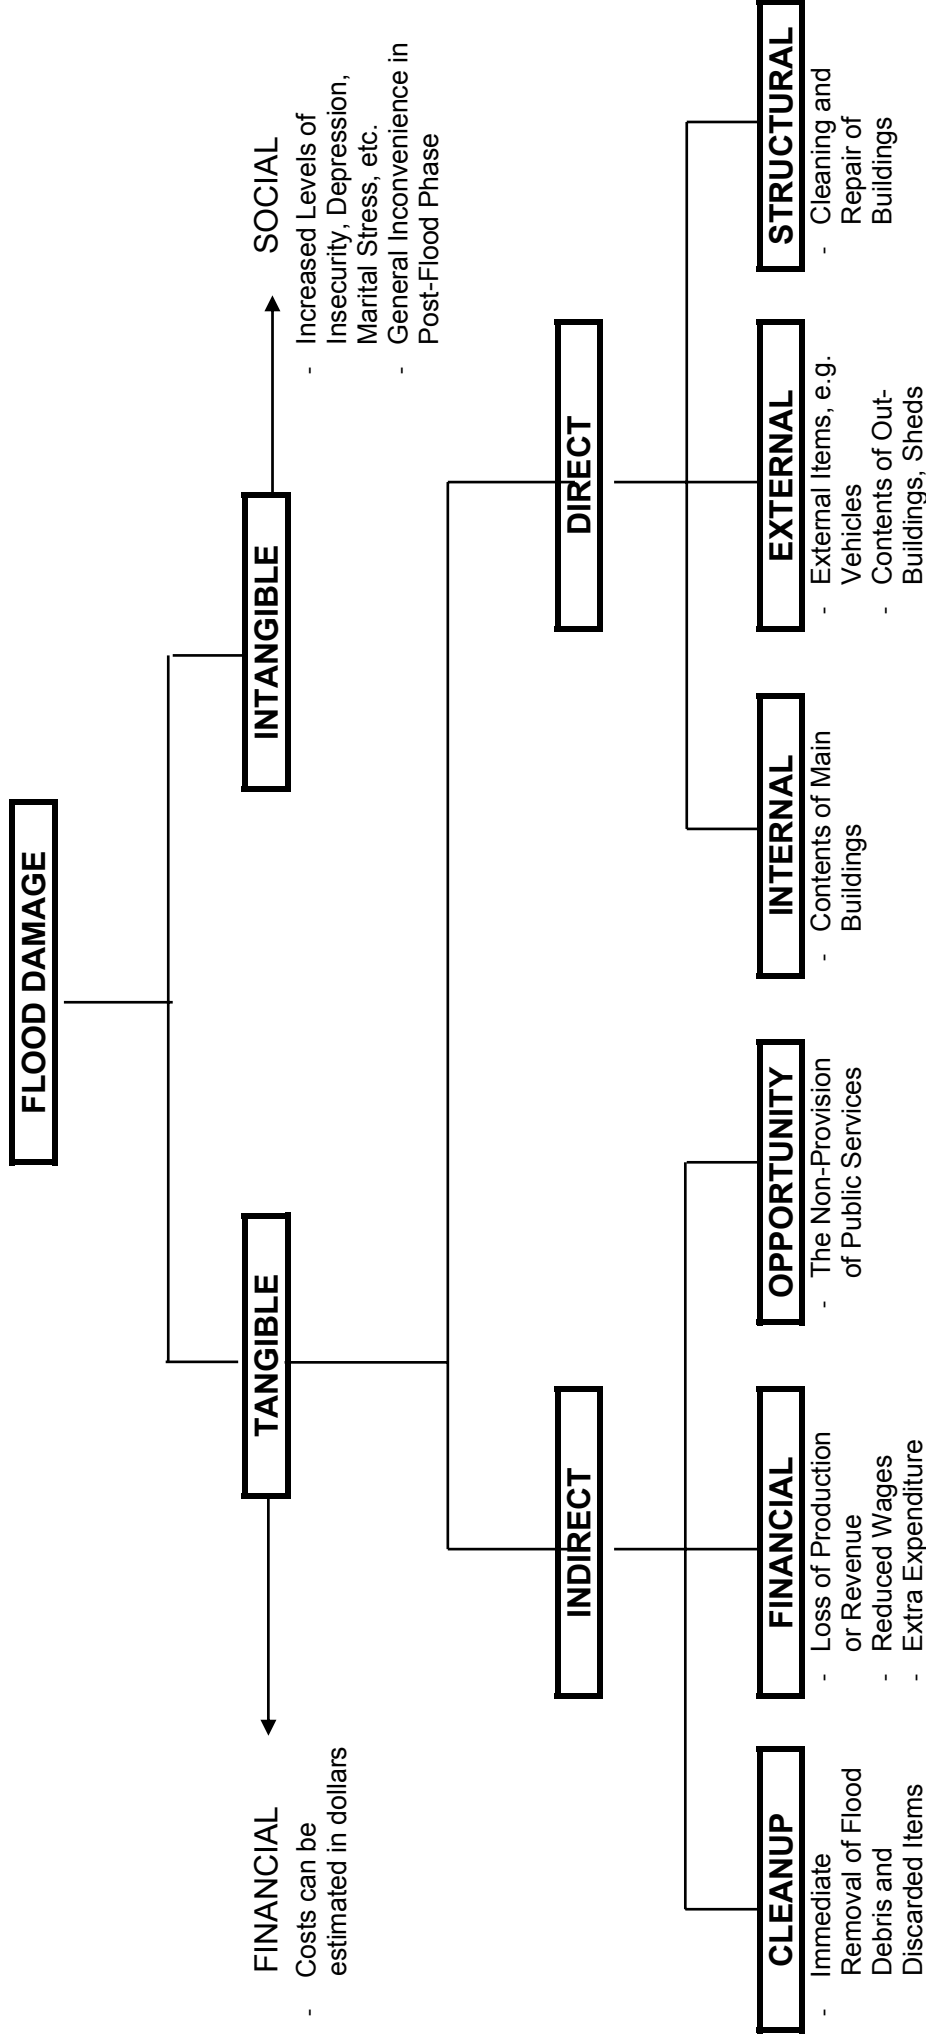 FLOOD DAMAGE
FINANCIAL
- Costs can be
estimated in dollars
TANGIBLE
INTANGIBLE
SOCIAL
- Increased Levels of
Insecurity, Depression,
Marital Stress, etc.
- General Inconvenience in
Post-Flood Phase
INDIRECT
DIRECT
CLEANUP
- Immediate
Removal of Flood
Debris and
Discarded Items
FINANCIAL
- Loss of Production
or Revenue
- Reduced Wages
- Extra Expenditure
OPPORTUNITY
- The Non-Provision
of Public Services
INTERNAL
- Contents of Main
Buildings
EXTERNAL
- External Items, e.g.
Vehicles
- Contents of Out-
Buildings, Sheds
STRUCTURAL
- Cleaning and
Repair of
Buildings